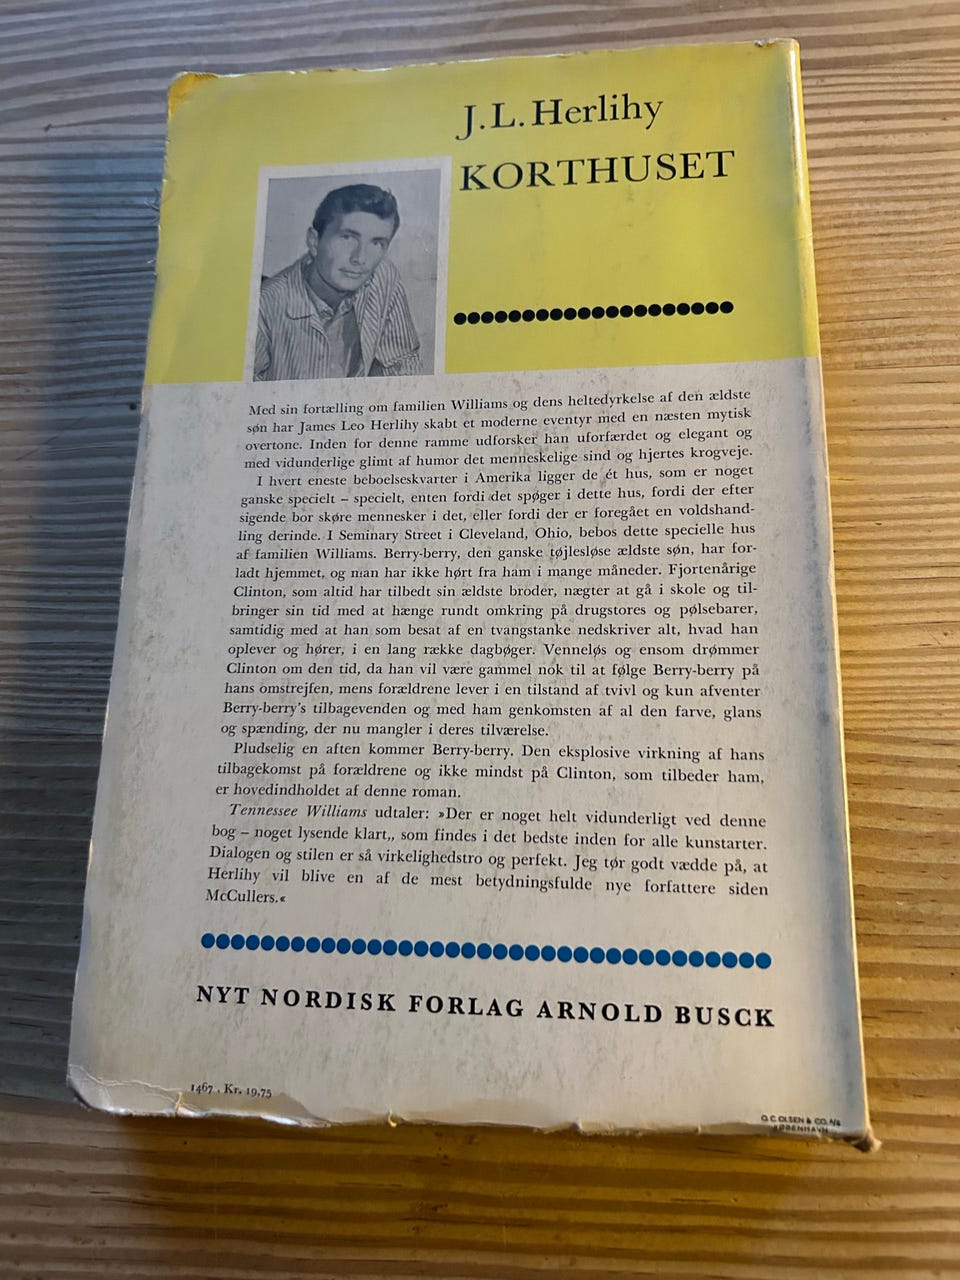 J.L.Herlihy
KORTHUSET
Med sin fortælling om familien Williams og dens heltedyrkelse af den ældste
søn har James Leo Herlihy skabt et moderne eventyr med en næsten mytisk
overtone. Inden for denne ramme udforsker han uforfærdet og elegant og
med vidunderlige glimt af humor det menneskelige sind og hjertes krogveje.
I hvert eneste beboelseskvarter i Amerika ligger de ét hus, som er noget
ganske specielt – specielt, enten fordi det spøger i dette hus, fordi der efter
sigende bor skøre mennesker i det, eller fordi der er foregået en voldshand-
ling derinde. I Seminary Street i Cleveland, Ohio, bebos dette specielle hus
af familien Williams. Berry-berry, den ganske tøjlesløse ældste søn, har for-
ladt hjemmet, og man har ikke hørt fra ham i mange måneder. Fjortenårige
Clinton, som altid har tilbedt sin ældste broder, nægter at gå i skole og til-
bringer sin tid med at hænge rundt omkring på drugstores og pølsebarer,
samtidig med at han som besat af en tvangstanke nedskriver alt, hvad han
oplever og hører, i en lang række dagbøger. Venneløs og ensom drømmer
Clinton om den tid, da han vil være gammel nok til at følge Berry-berry på
hans omstrejfen, mens forældrene lever i en tilstand af tvivl og kun afventer
Berry-berry's tilbagevenden og med ham genkomsten af al den farve, glans
og spænding, der nu mangler i deres tilværelse.
Pludselig en aften kommer Berry-berry. Den eksplosive virkning af hans
tilbagekomst på forældrene og ikke mindst på Clinton, som tilbeder ham,
er hovedindholdet af denne roman.
Tennessee Williams udtaler: »Der er noget helt vidunderligt ved denne
bog – noget lysende klart,, som findes i det bedste inden for alle kunstarter.
Dialogen og stilen er så virkelighedstro og perfekt. Jeg tør godt vædde på, at
Herlihy vil blive en af de mest betydningsfulde nye forfattere siden
McCullers.«
NYT NORDISK FORLAG ARNOLD BUSCK
1467 . Kr. 19,75
O.C. OLSEN & CO. A/S
KØBENHAVN